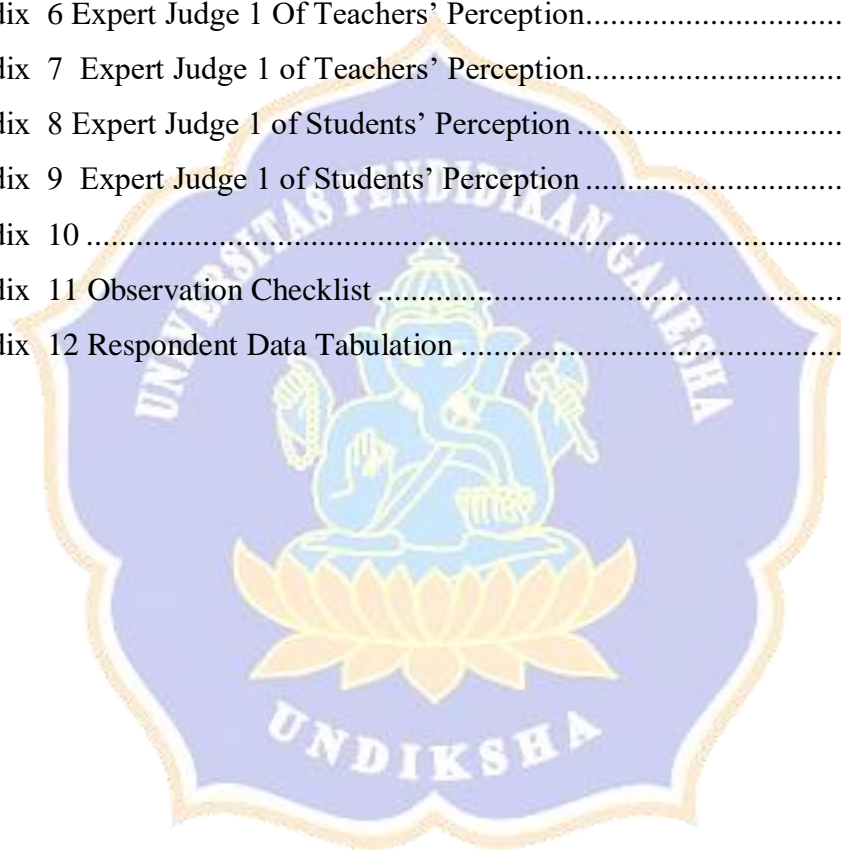 dix 6 Expert Judge 1 Of Teachers’ Perception......................................
dix 7 Expert Judge 1 of Teachers’ Perception......................................
dix 8 Expert Judge 1 of Students’ Perception ......................................
dix 9 Expert Judge 1 of Students’ Perception ......................................
dix 10 ......................................
dix 11 Observation Checklist ......................................
dix 12 Respondent Data Tabulation ......................................
UNIVERSITAS PENDIDIKAN GANESHA
UNDIKSHA